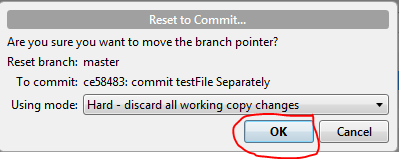 Reset to Commit...
Are you sure you want to move the branch pointer?
Reset branch: master
To commit: ce58483: commit testFile Separately
Using mode: Hard - discard all working copy changes
OK Cancel